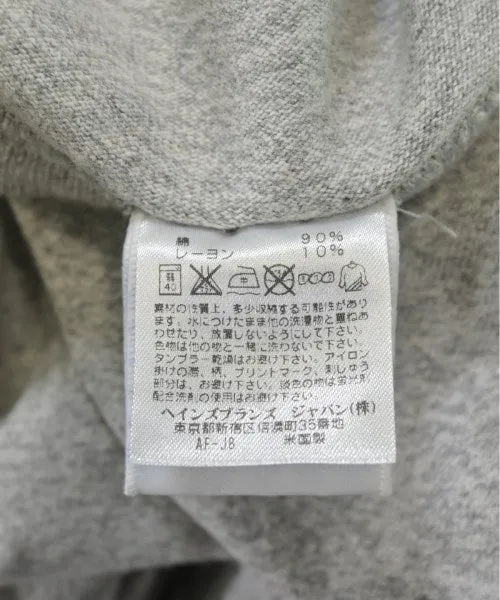 綿 90%
レーヨン 10%
弱
40
素材の性質上、多少収縮する可能性があり
ます。水につけたまま他の洗濯物と重ねあ
わせたり、放置しないようにして下さい。
色物は他の物と一緒に洗わないで下さい。
タンブラー乾燥はお避け下さい。アイロン
掛けの際、柄、プリントマーク、刺しゅう
部分は、お避け下さい。淡色の物は蛍光剤
配合洗剤の使用はお避け下さい。
ヘインズブランズ ジャパン(株)
東京都新宿区信濃町35番地
AF-JB 米国製